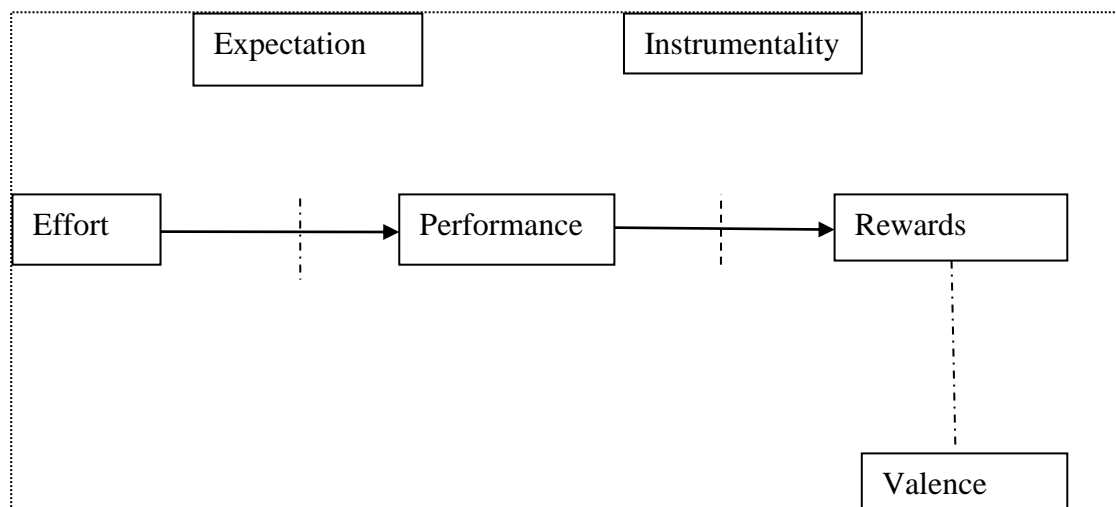 Expectation
Instrumentality
Effort
Performance
Rewards
Valence